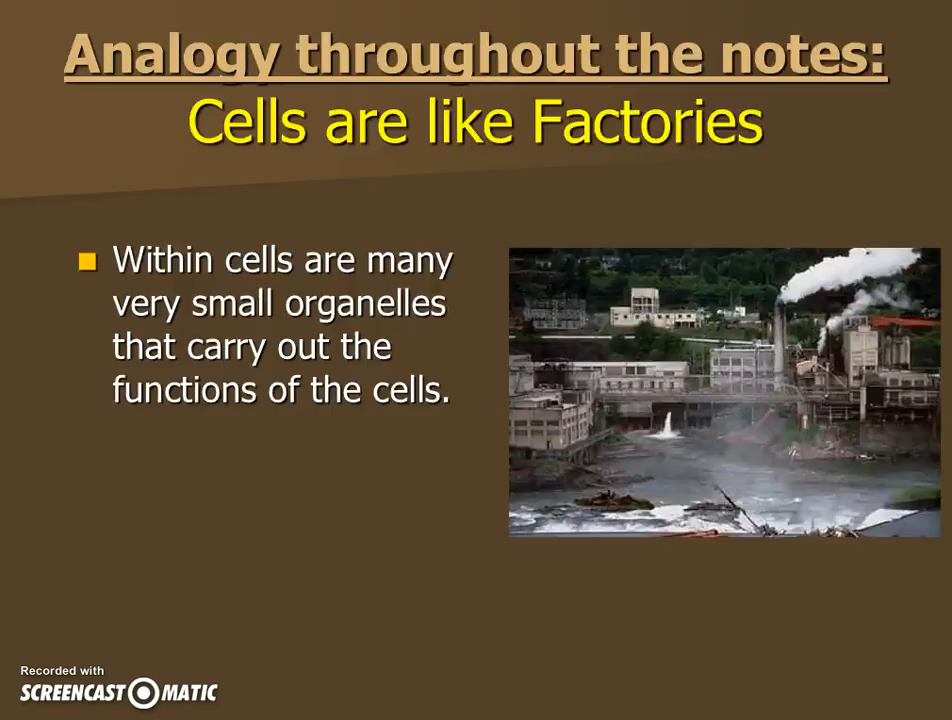 Analogy throughout the notes:
Cells are like Factories
Within cells are many
very small organelles
that carry out the
functions of the cells.
Recorded with
SCREENCAST O MATIC